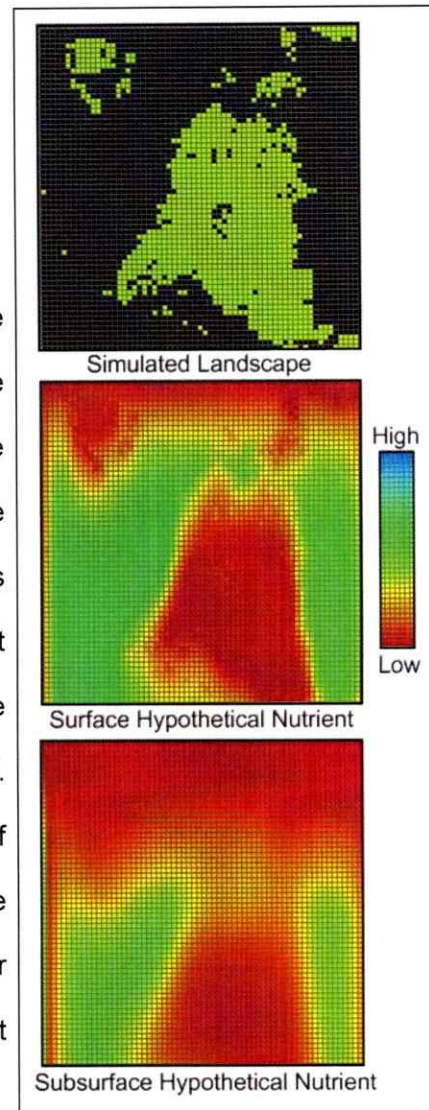 Simulated Landscape
High
Low
Surface Hypothetical Nutrient
Subsurface Hypothetical Nutrient